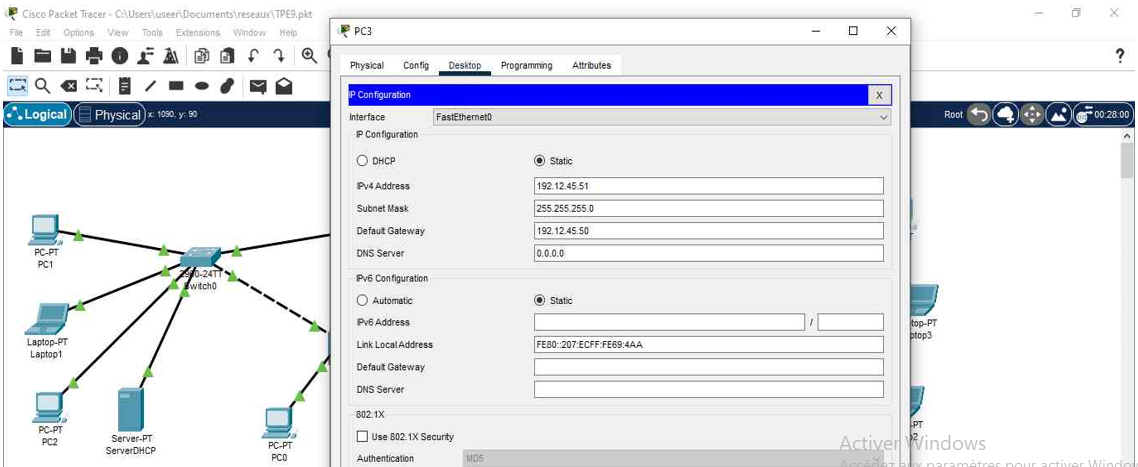 Cisco Packet Tracer - C:\Users\useer\Documents\reseaux\TPE9.pkt
File Edit Options View Tools Extensions Window Help
Logical Physical x: 1090, y: 90
Root 00:28:00
PC-PT
PC1
2960-24TT
Switch0
Laptop-PT
Laptop1
PC-PT
PC2
Server-PT
ServerDHCP
PC-PT
PC0
PC3
Physical Config Desktop Programming Attributes
IP Configuration X
Interface FastEthernet0
IP Configuration
DHCP Static
IPv4 Address 192.12.45.51
Subnet Mask 255.255.255.0
Default Gateway 192.12.45.50
DNS Server 0.0.0.0
IPv6 Configuration
Automatic Static
IPv6 Address /
Link Local Address FE80::207:ECFF:FE69:4AA
Default Gateway
DNS Server
802.1X
Use 802.1X Security
Authentication MD5
top-PT
ptop3
-PT
Activer Windows
Accédez aux paramètres pour activer Window